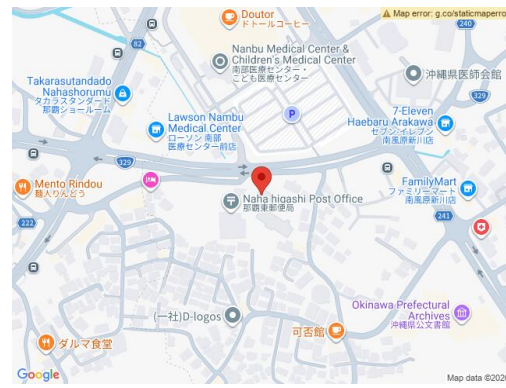 Map error: g.co/staticmaperro
Doutor
ドトールコーヒー
82
240
Nanbu Medical Center &
Children's Medical Center
南部医療センター・
こども医療センター
沖縄県医師会館
329
Takarasutandado
Nahashorumu
タカラスタンダード
那覇ショールーム
P
Lawson Nambu
Medical Center
ローソン 南部
医療センター前店
7-Eleven
Haebaru Arakawa
セブン-イレブン
南風原新川店
329
Mento Rindou
麺人りんどう
Naha higashi Post Office
那覇東郵便局
FamilyMart
ファミリーマート
南風原新川店
222
241
(一社)D-logos
可否館
Okinawa Prefectural
Archives
沖縄県公文書館
ダルマ食堂
Google
Map data ©2026